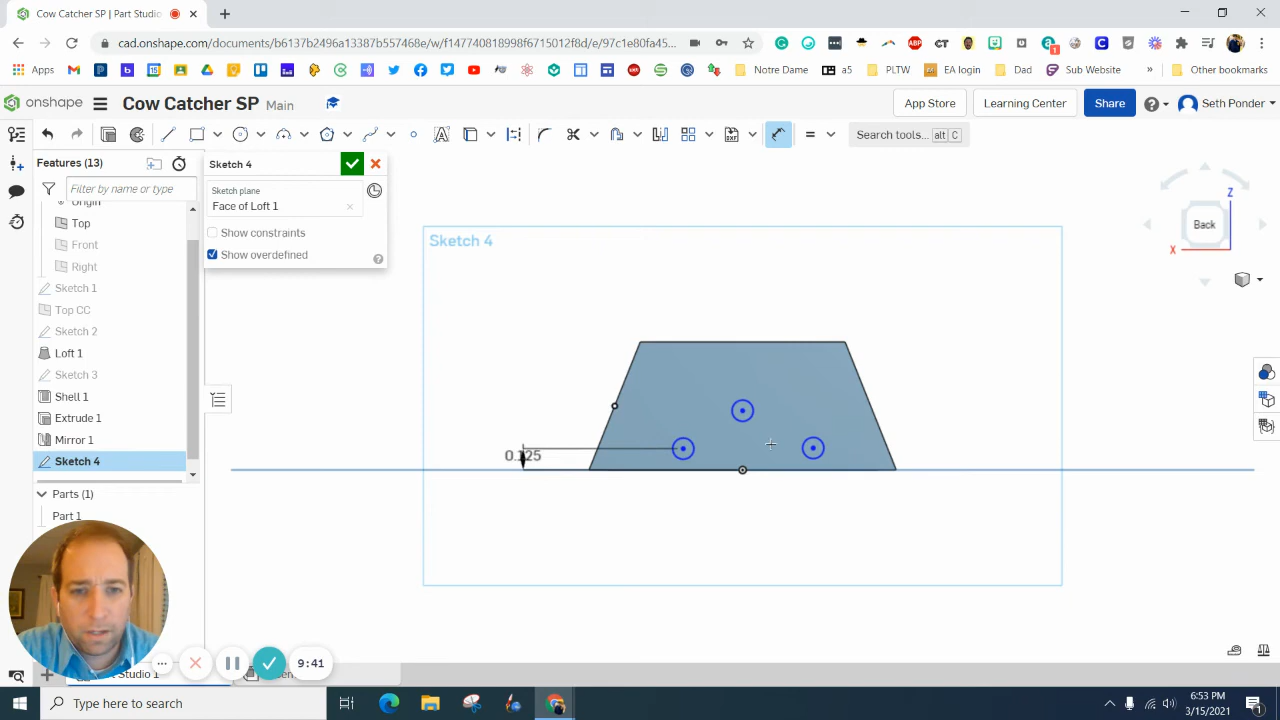 Cow Catcher SP | Part Studio
cad.onshape.com/documents/b6137b2496a13857bb557468e/w/f147740818998f6715012f8d/e/97c1e80fa45...
ABP
CT
1
Apps
Notre Dame
a5
PLTW
EA login
Dad
Sub Website
»
Other bookmarks
onshape
Cow Catcher SP
Main
App Store
Learning Center
Share
Seth Ponder
Search tools...
alt
C
Features (13)
Filter by name or type
Origin
Top
Front
Right
Sketch 1
Top CC
Sketch 2
Loft 1
Sketch 3
Shell 1
Extrude 1
Mirror 1
Sketch 4
Parts (1)
Part 1
Sketch 4
Sketch plane
Face of Loft 1
Show constraints
Show overdefined
Sketch 4
0.125
Z
Back
X
9:41
Type here to search
6:53 PM
3/15/2021
1